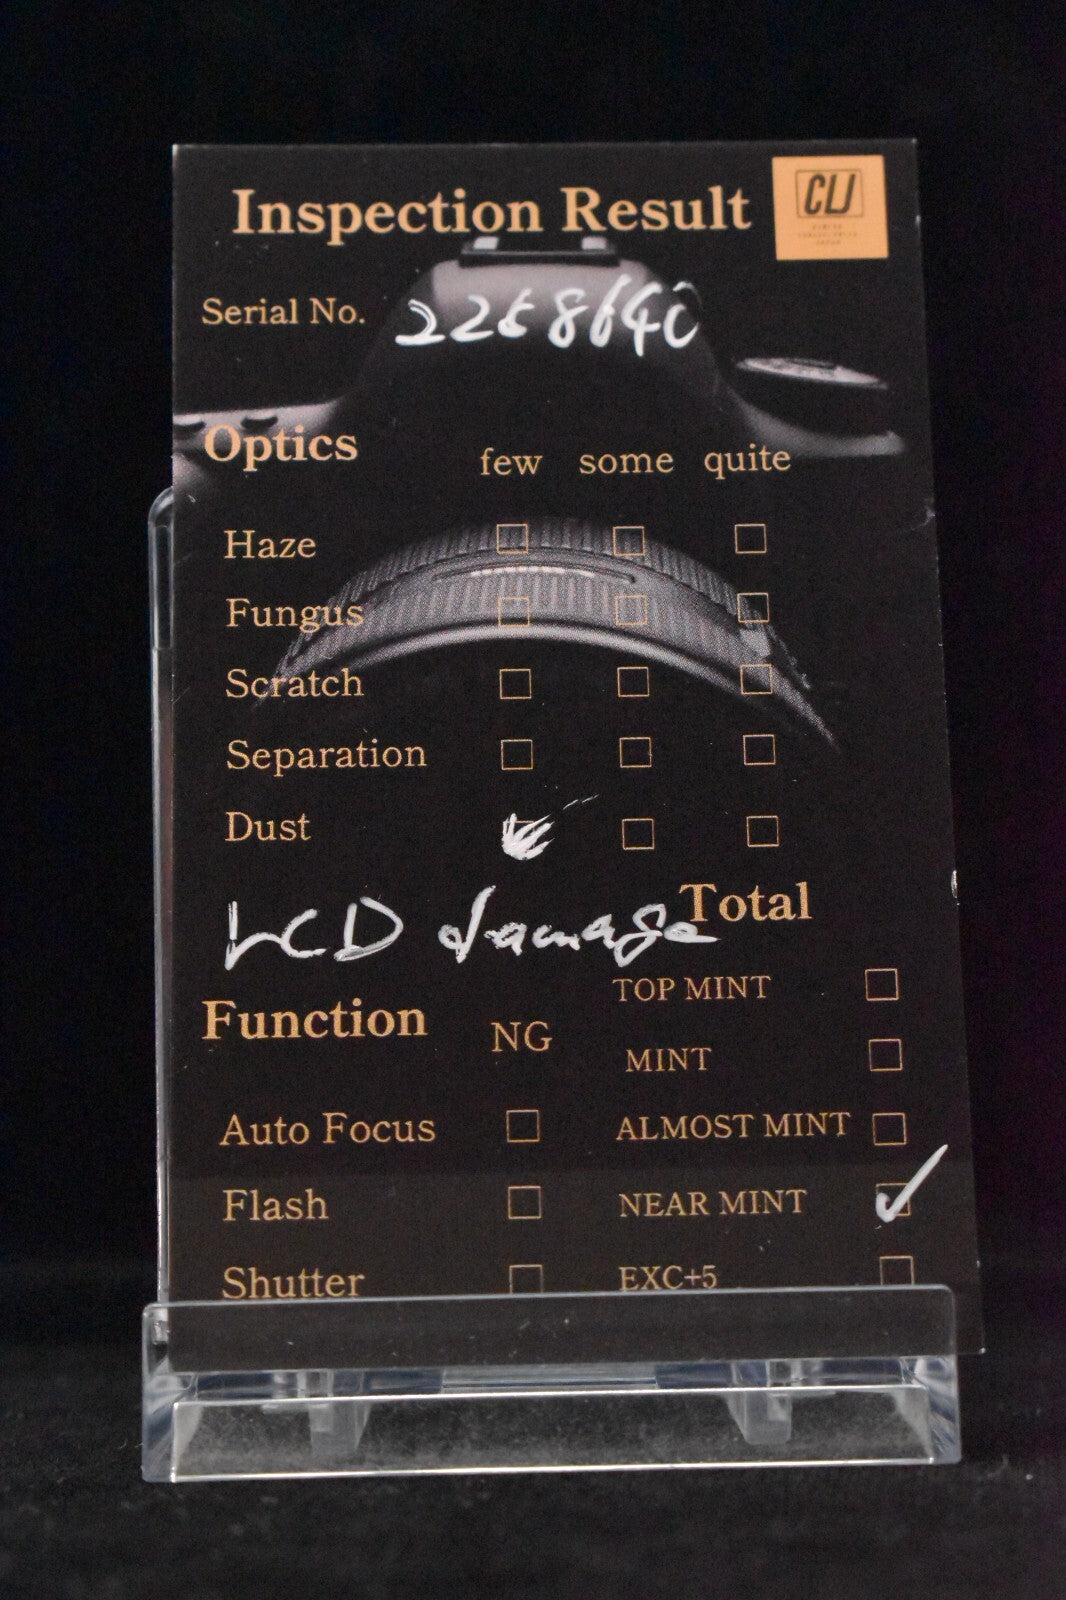 Inspection Result
CLJ
Serial No. 2268640
Optics few some quite
Haze
Fungus
Scratch
Separation
Dust
LCD damage
Total
TOP MINT
Function NG
MINT
Auto Focus
ALMOST MINT
Flash
NEAR MINT
Shutter
EXC+5